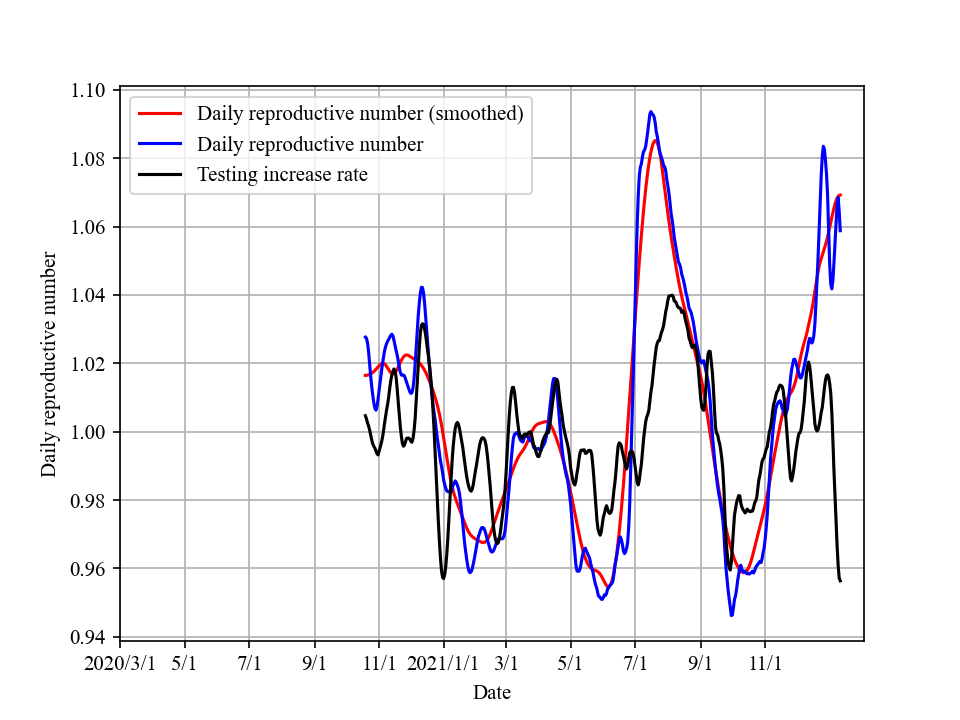 Daily reproductive number (smoothed)
Daily reproductive number
Testing increase rate
1.10
1.08
1.06
1.04
1.02
1.00
0.98
0.96
0.94
Daily reproductive number
2020/3/1 5/1 7/1 9/1 11/1 2021/1/1 3/1 5/1 7/1 9/1 11/1
Date